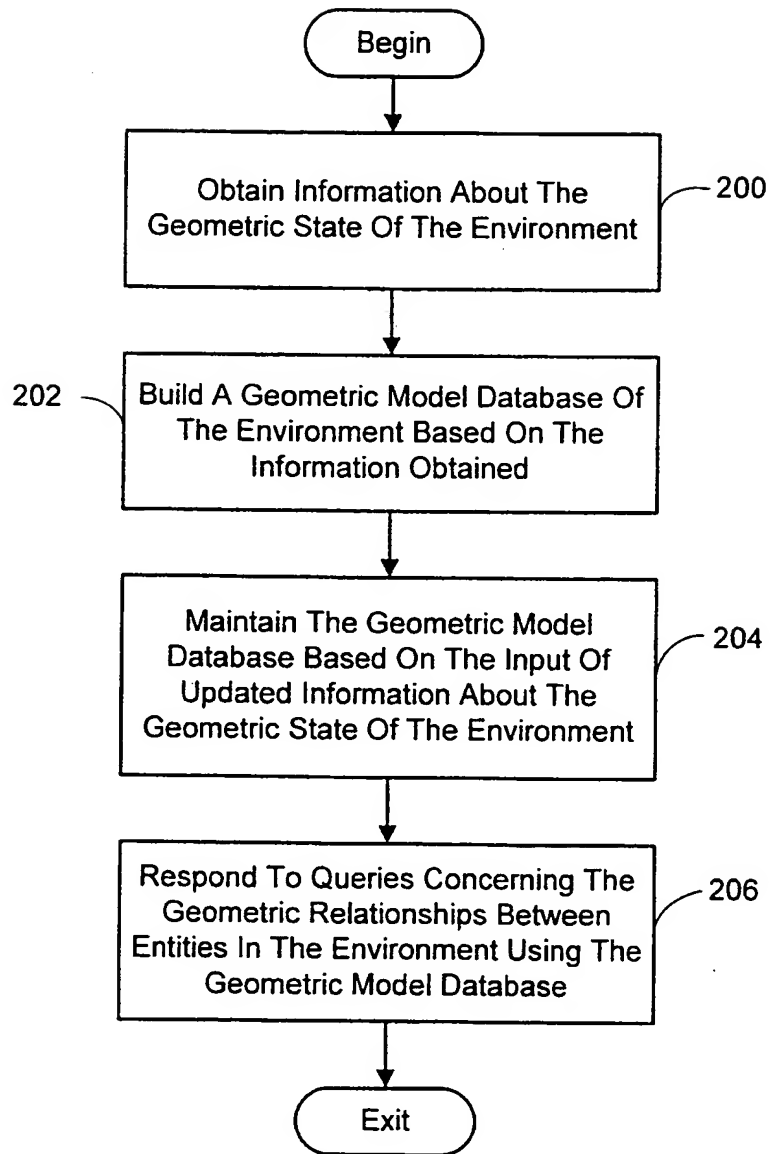 Begin
Obtain Information About The
Geometric State Of The Environment
200
202
Build A Geometric Model Database Of
The Environment Based On The
Information Obtained
Maintain The Geometric Model
Database Based On The Input Of
Updated Information About The
Geometric State Of The Environment
204
Respond To Queries Concerning The
Geometric Relationships Between
Entities In The Environment Using The
Geometric Model Database
206
Exit